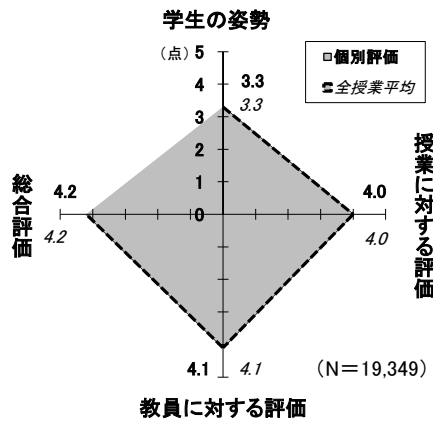 学生の姿勢
5
(点)
4
3
2
1
0
3.3
3.3
個別評価
全授業平均
授業に対する評価
4.0
4.0
総合評価
4.2
4.2
4.1
4.1
(N=19,349)
教員に対する評価